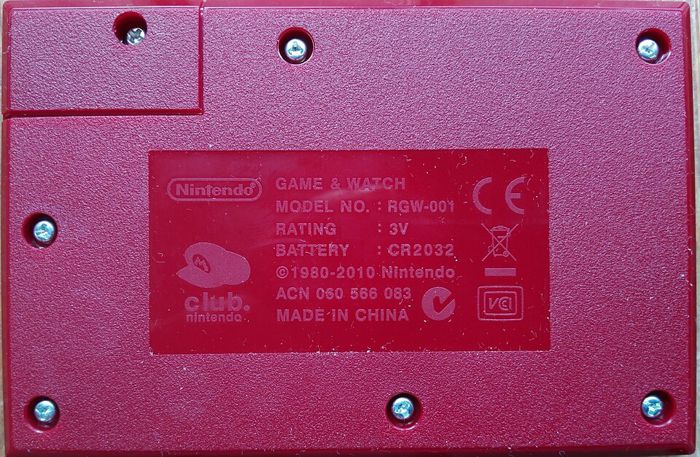 Nintendo
GAME & WATCH
MODEL NO. : RGW-001
RATING : 3V
BATTERY : CR2032
©1980-2010 Nintendo
ACN 060 566 083
MADE IN CHINA
M
club.
nintendo.
CE
VCI